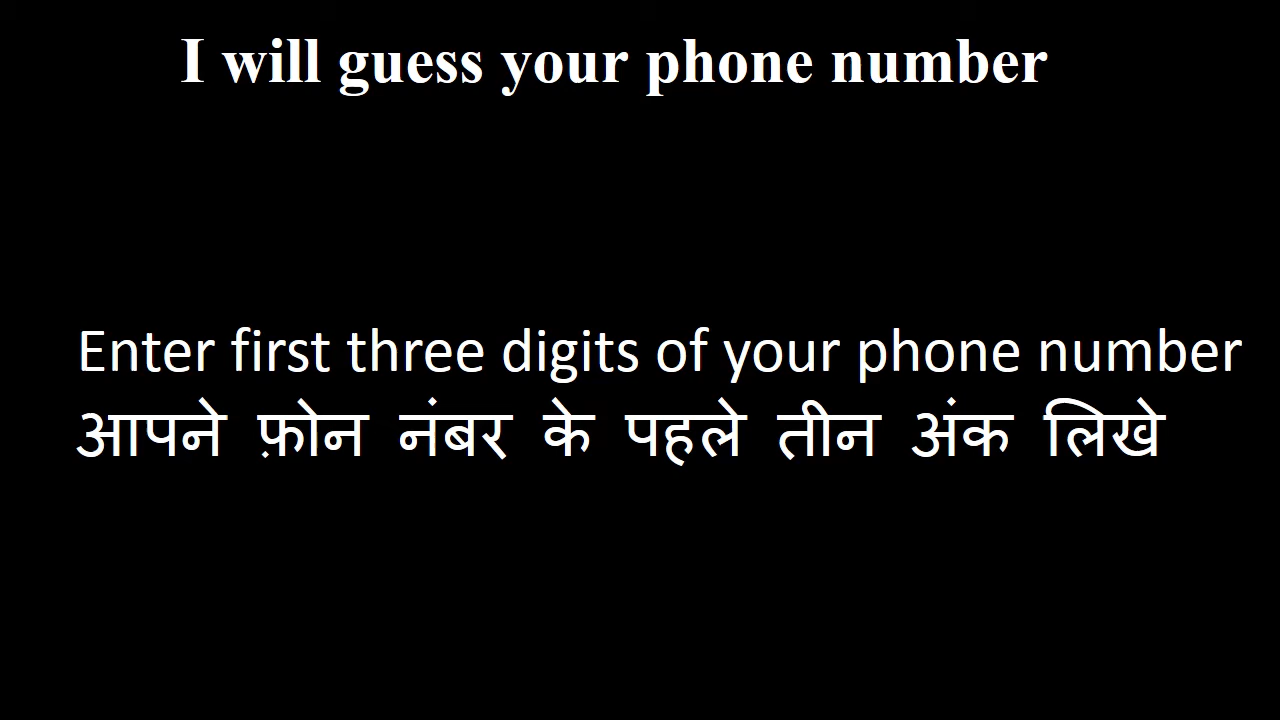 I will guess your phone number
Enter first three digits of your phone number
आपने फ़ोन नंबर के पहले तीन अंक लिखे